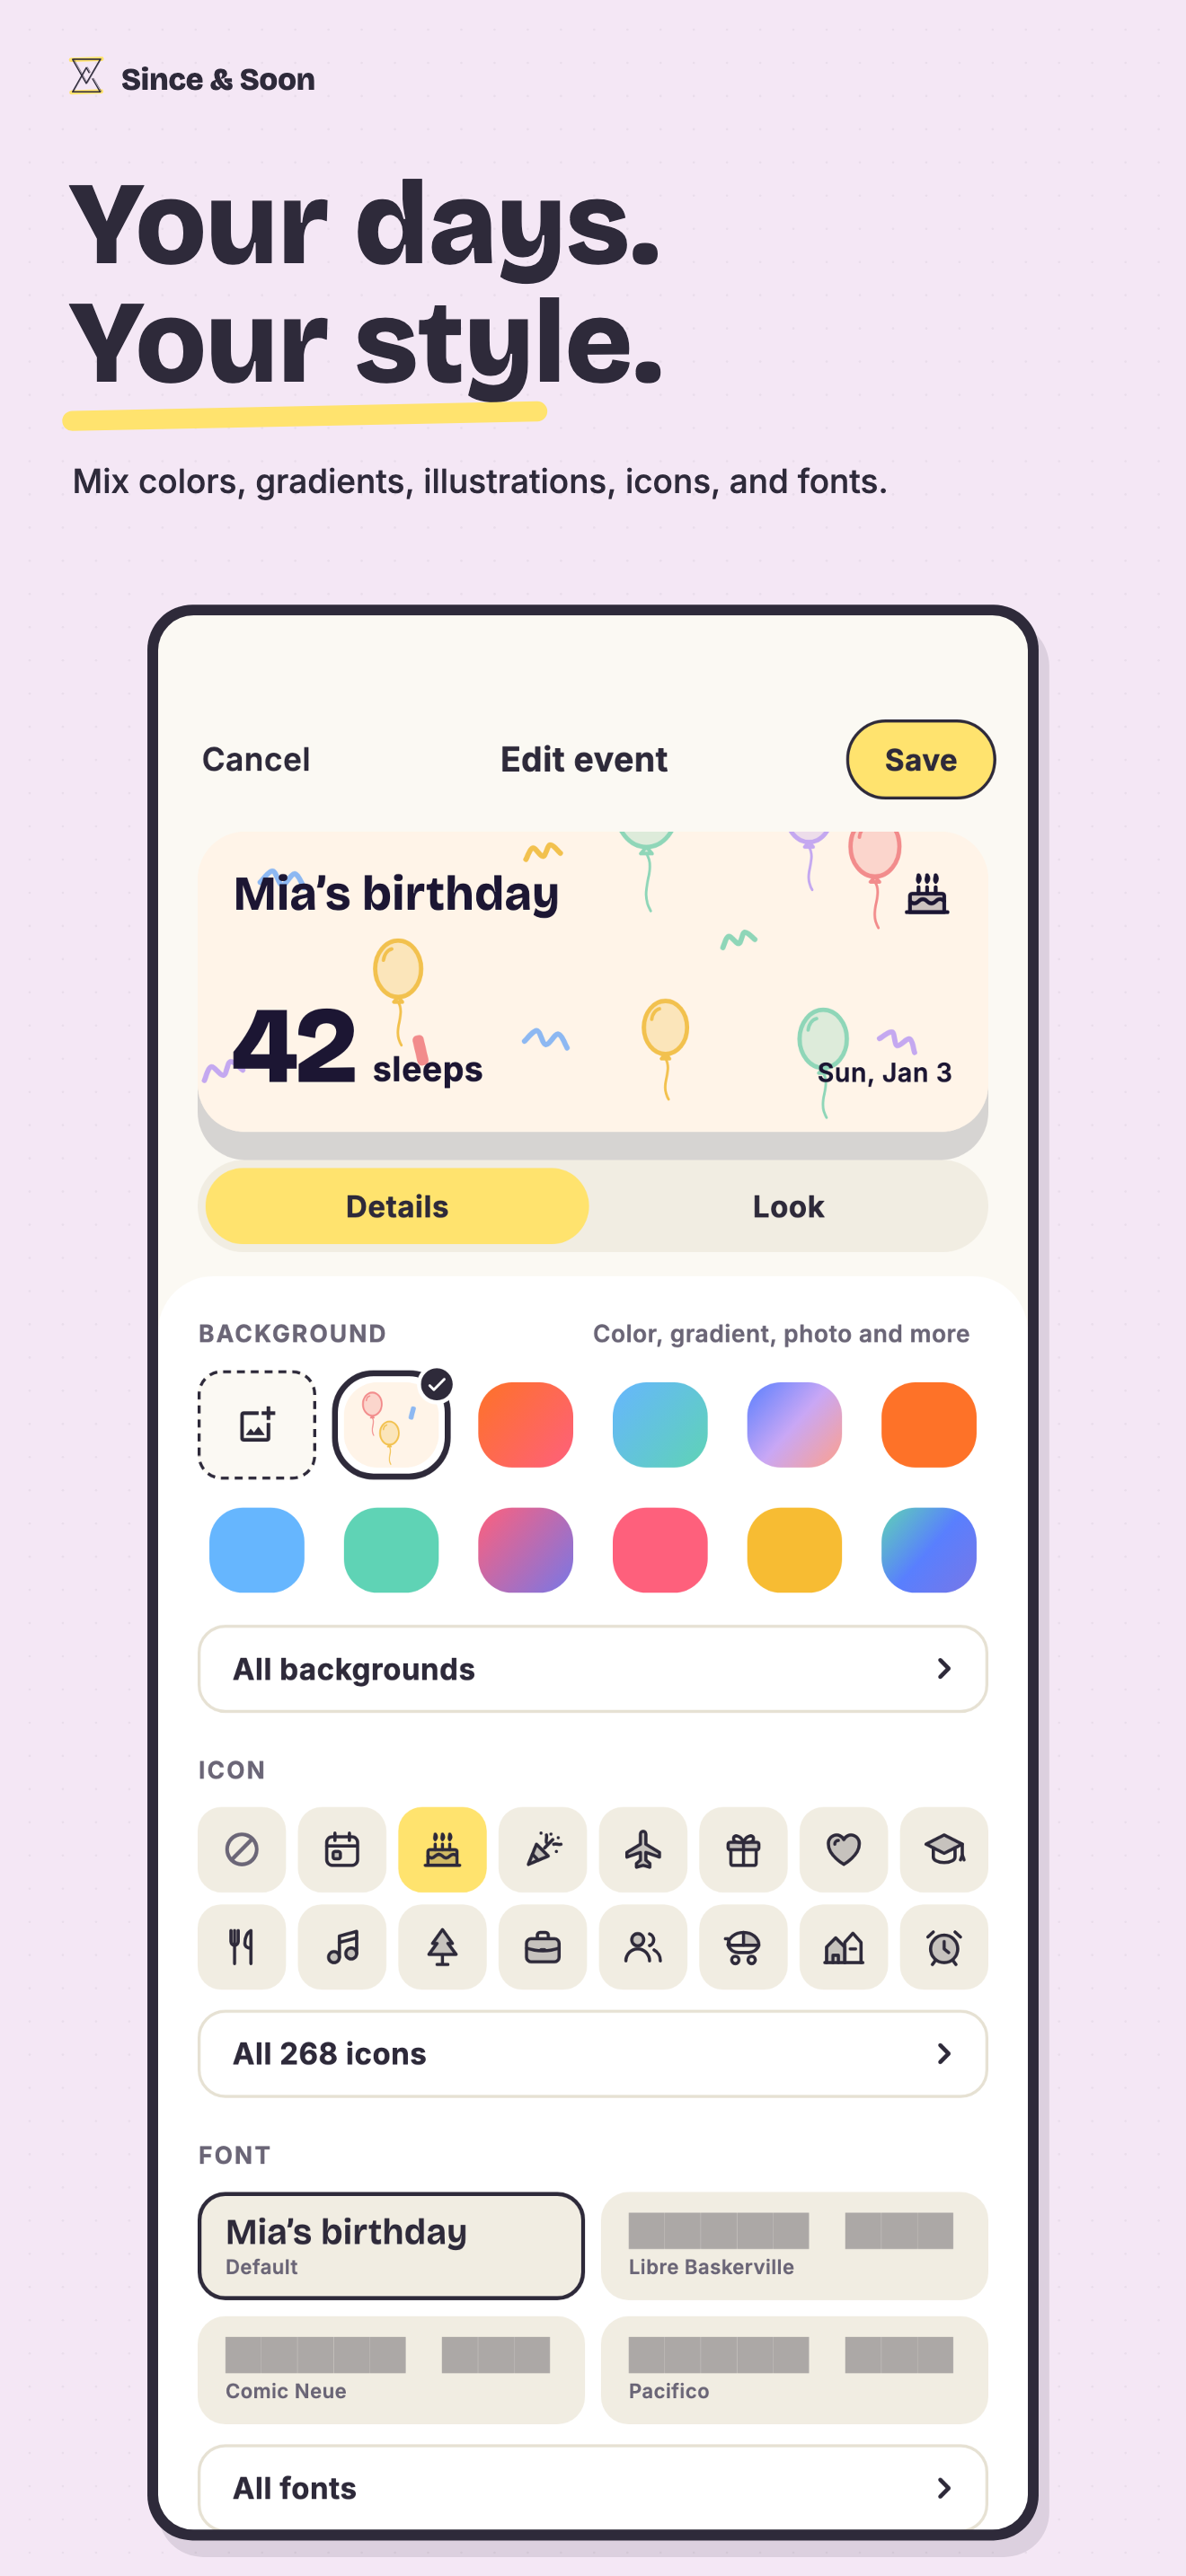 Since & Soon
Your days.
Your style.
Mix colors, gradients, illustrations, icons, and fonts.
Cancel
Edit event
Save
Mia’s birthday
42 sleeps
Sun, Jan 3
Details
Look
BACKGROUND
Color, gradient, photo and more
All backgrounds
ICON
All 268 icons
FONT
Mia’s birthday
Default
Libre Baskerville
Comic Neue
Pacifico
All fonts